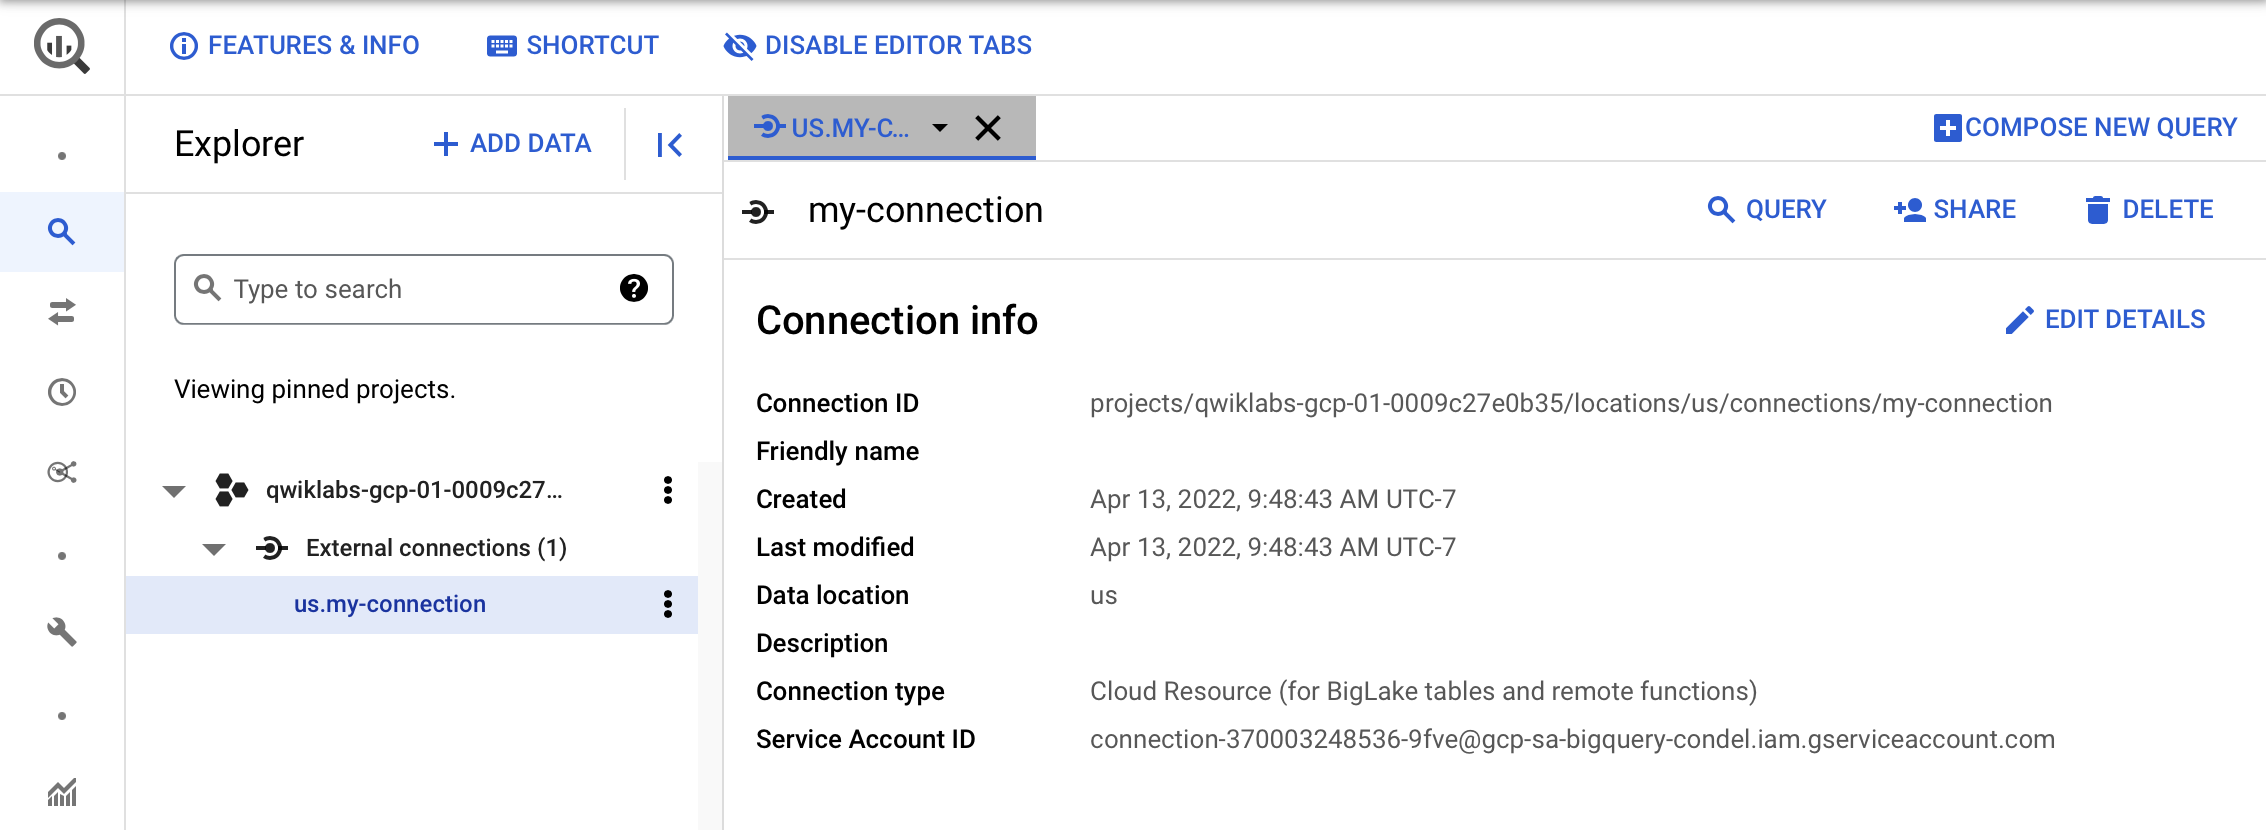 FEATURES & INFO
SHORTCUT
DISABLE EDITOR TABS
Explorer
ADD DATA
US.MY-C...
COMPOSE NEW QUERY
my-connection
QUERY
SHARE
DELETE
Type to search
Connection info
EDIT DETAILS
Viewing pinned projects.
qwiklabs-gcp-01-0009c27...
External connections (1)
us.my-connection
Connection ID projects/qwiklabs-gcp-01-0009c27e0b35/locations/us/connections/my-connection
Friendly name
Created Apr 13, 2022, 9:48:43 AM UTC-7
Last modified Apr 13, 2022, 9:48:43 AM UTC-7
Data location us
Description
Connection type Cloud Resource (for BigLake tables and remote functions)
Service Account ID connection-370003248536-9fve@gcp-sa-bigquery-condel.iam.gserviceaccount.com